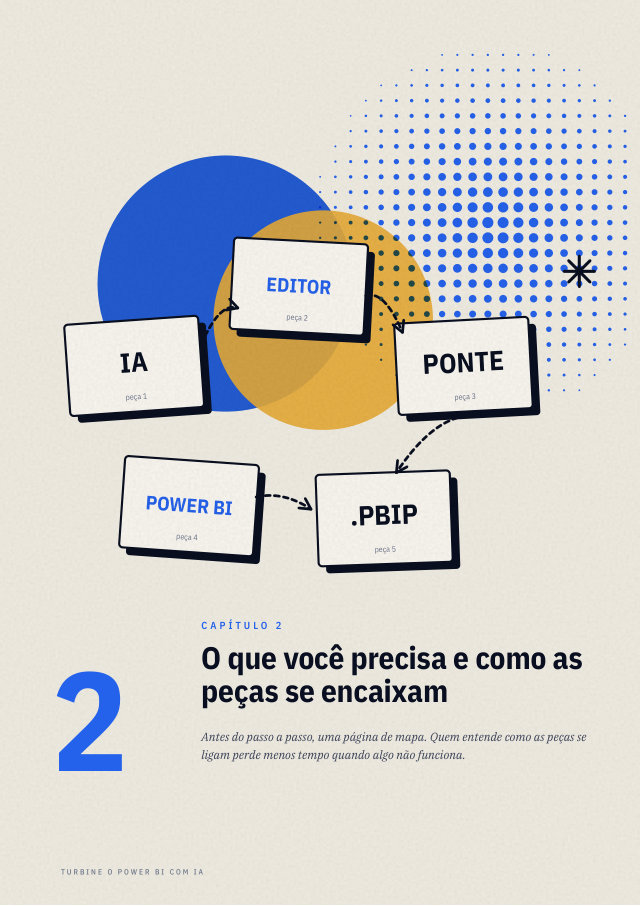 EDITOR
peça 2
IA
peça 1
PONTE
peça 3
POWER BI
peça 4
.PBIP
peça 5
CAPÍTULO 2
2
O que você precisa e como as
peças se encaixam
Antes do passo a passo, uma página de mapa. Quem entende como as peças se
ligam perde menos tempo quando algo não funciona.
TURBINE O POWER BI COM IA